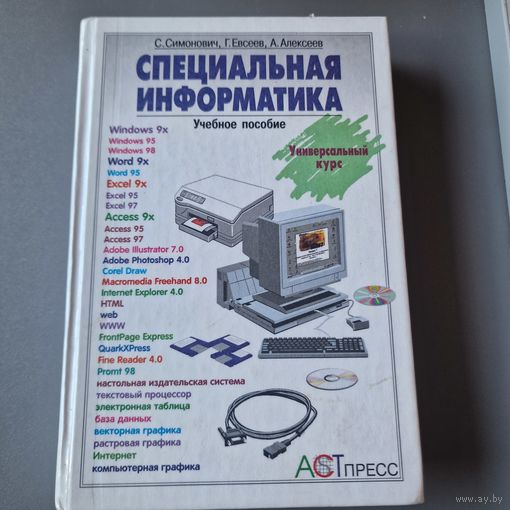 С. Симонович, Г. Евсеев, А. Алексеев
СПЕЦИАЛЬНАЯ
ИНФОРМАТИКА
Учебное пособие
Универсальный
курс
Windows 9x
Windows 95
Windows 98
Word 9x
Word 95
Excel 9x
Excel 95
Excel 97
Access 9x
Access 95
Access 97
Adobe Illustrator 7.0
Adobe Photoshop 4.0
Corel Draw
Macromedia Freehand 8.0
Internet Explorer 4.0
HTML
web
WWW
FrontPage Express
QuarkXPress
Fine Reader 4.0
Promt 98
настольная издательская система
текстовый процессор
электронная таблица
база данных
векторная графика
растровая графика
Интернет
компьютерная графика
АСТ ПРЕСС
www.ay.by